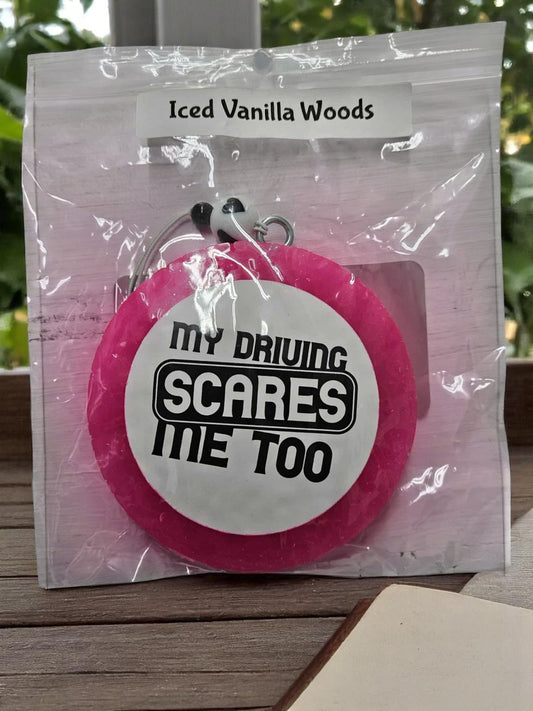 Iced Vanilla Woods
MY DRIVING
SCARES
ME TOO